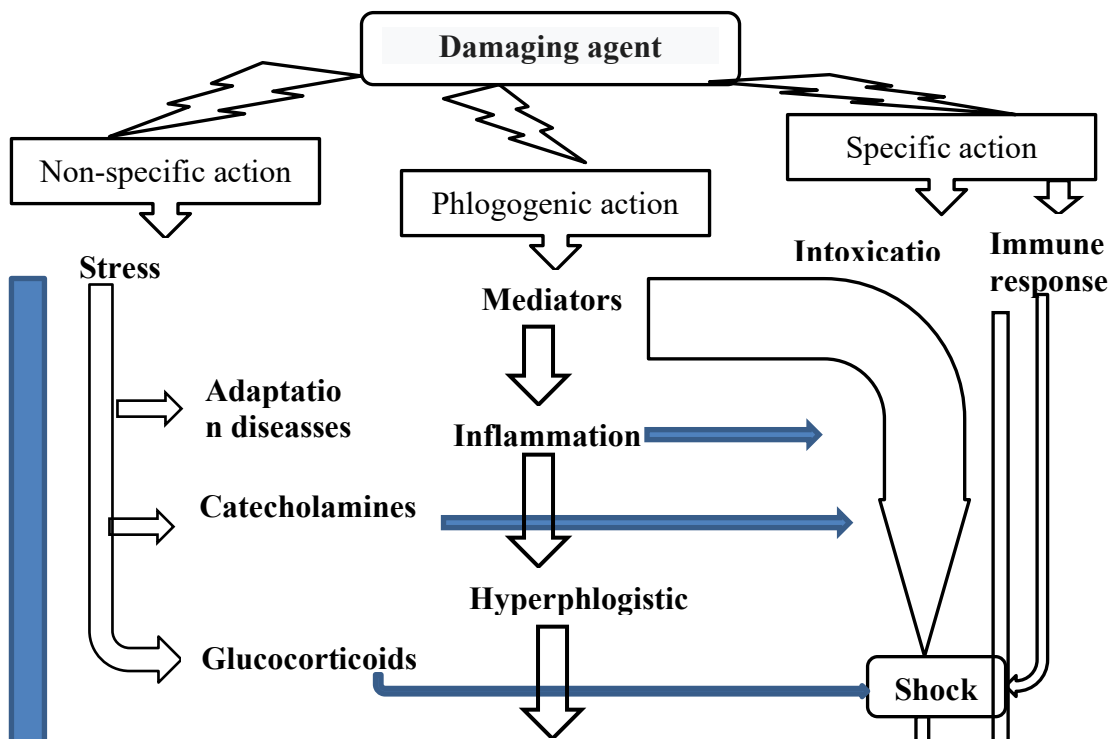 Damaging agent
Non-specific action
Phlogogenic action
Specific action
Stress
Mediators
Intoxicatio
Immune
response
Adaptatio
n diseasses
Inflammation
Catecholamines
Hyperphlogistic
Glucocorticoids
Shock